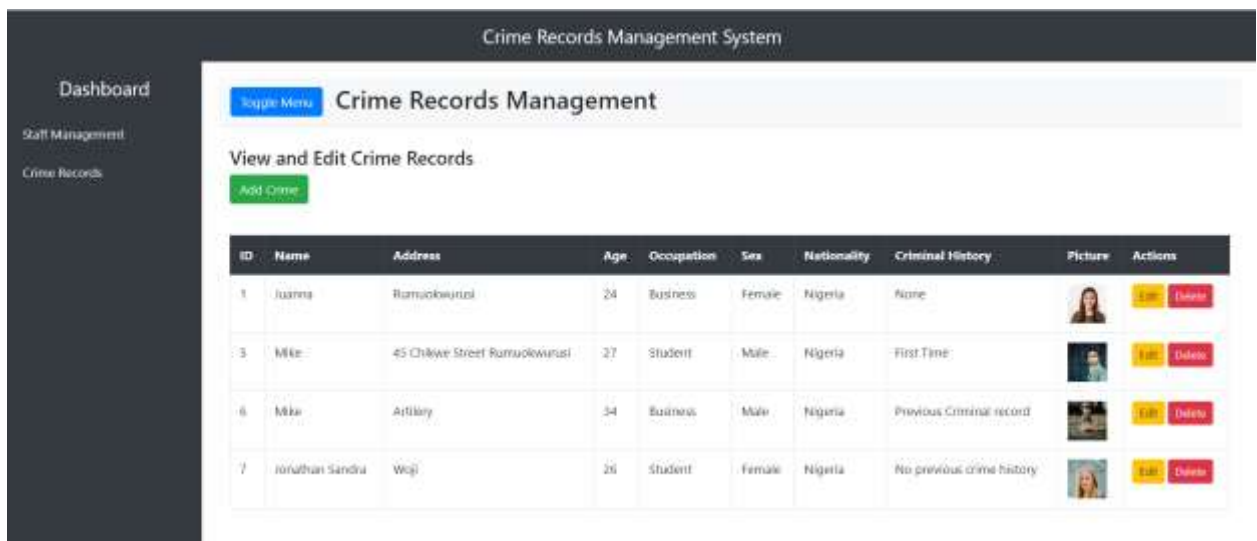 Crime Records Management System
Dashboard
Staff Management
Crime Records
Toggle Menu Crime Records Management
View and Edit Crime Records
Add Crime
ID Name Address Age Occupation Sex Nationality Criminal History Picture Actions
1 Juanna Rumuokwurusi 24 Business Female Nigeria None Edit Delete
3 Mike 45 Chikwe Street Rumuokwurusi 27 Student Male Nigeria First Time Edit Delete
6 Mike Artillery 34 Business Male Nigeria Previous Criminal record Edit Delete
7 Jonathan Sandra Woji 26 Student Female Nigeria No previous crime history Edit Delete